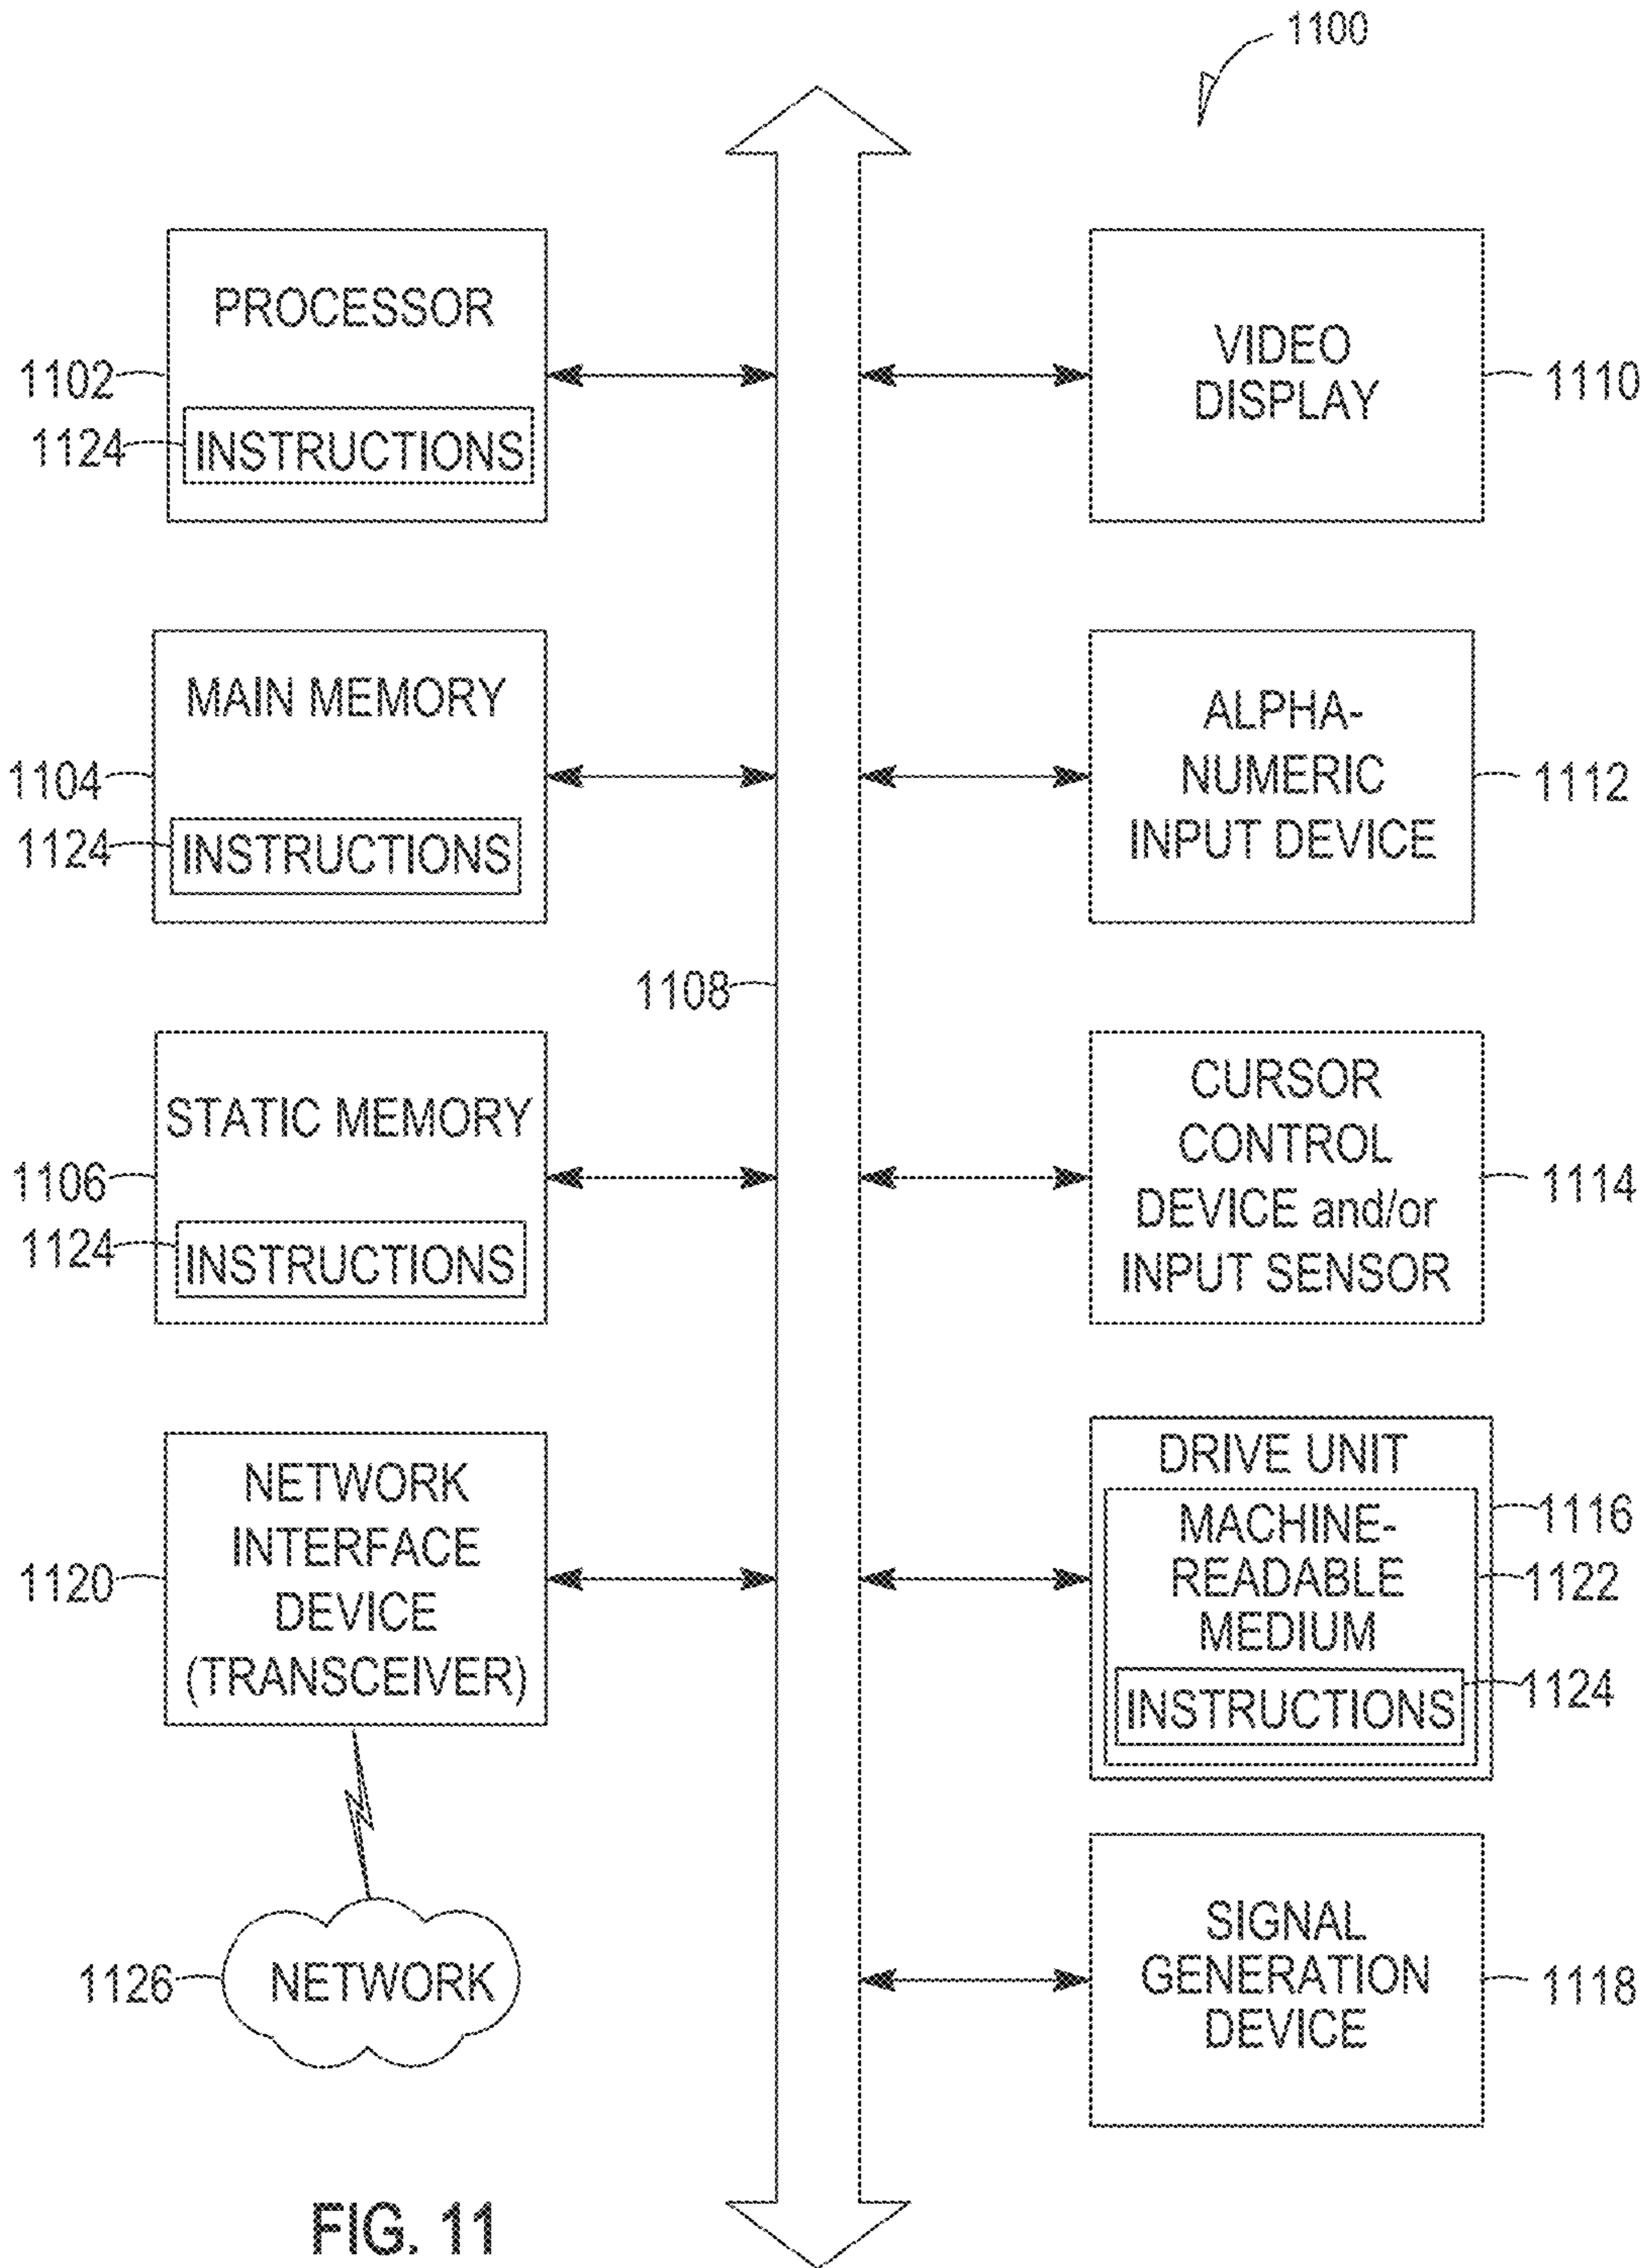 1100
PROCESSOR
1102
1124
INSTRUCTIONS
VIDEO
DISPLAY
1110
MAIN MEMORY
1104
1124
INSTRUCTIONS
ALPHA-
NUMERIC
INPUT DEVICE
1112
1108
STATIC MEMORY
1106
1124
INSTRUCTIONS
CURSOR
CONTROL
DEVICE and/or
INPUT SENSOR
1114
NETWORK
INTERFACE
DEVICE
(TRANSCEIVER)
1120
DRIVE UNIT
1116
MACHINE-
READABLE
MEDIUM
1122
INSTRUCTIONS
1124
NETWORK
1126
SIGNAL
GENERATION
DEVICE
1118
FIG. 11